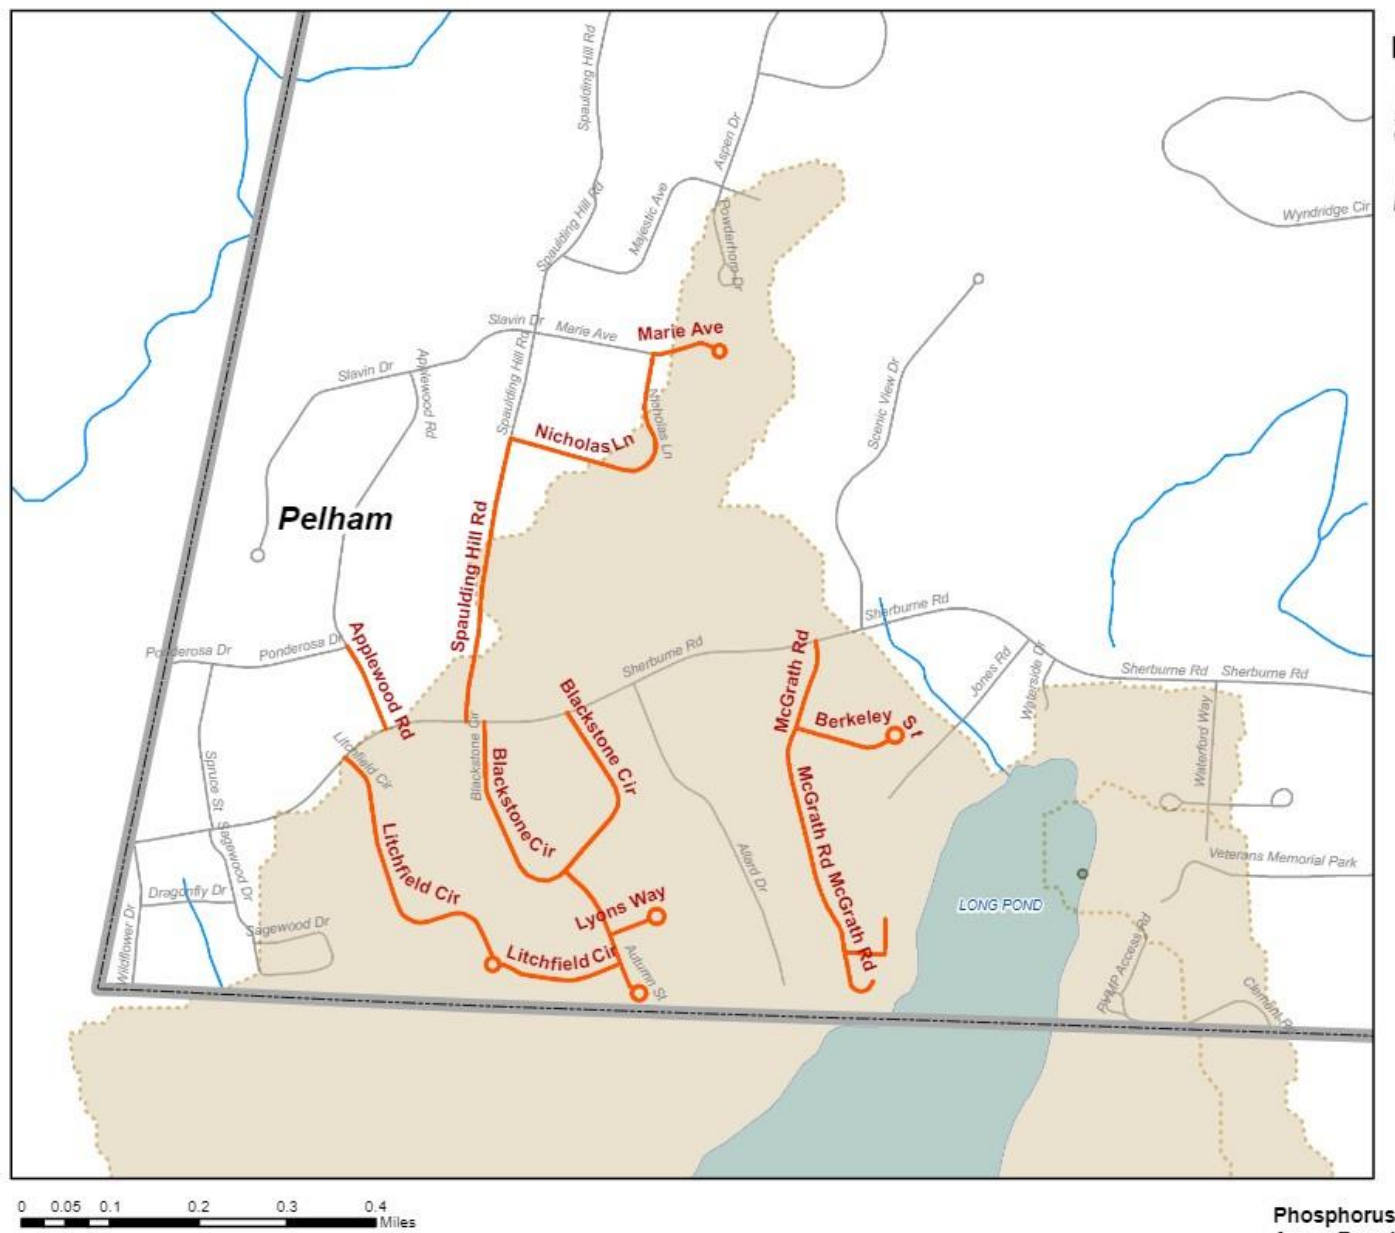 Spaulding Hill Rd
Aspen Dr
Spaulding Hill Rd
Majestic Ave
Powderhorn Dr
Wyndridge Cir
Slavin Dr
Marie Ave
Marie Ave
Slavin Dr
Applewood Rd
Spaulding Hill Rd
Nicholas Ln
Nicholas Ln
Scenic View Dr
Pelham
Spaulding Hill Rd
Sherburne Rd
Ponderosa Dr
Ponderosa Dr
Applewood Rd
Sherburne Rd
McGrath Rd
Jones Rd
Waterside Dr
Sherburne Rd
Sherburne Rd
Blackstone Cir
Berkeley St
Waterford Way
Litchfield Cir
Blackstone Cir
Spruce St
Blackstone Cir
McGrath Rd
Sagewood Dr
Litchfield Cir
Allard Dr
Veterans Memorial Park
Dragonfly Dr
Lyons Way
McGrath Rd
LONG POND
Wildflower Dr
Sagewood Dr
Litchfield Cir
Autumn St
PVMP Access Rd
Clement R
0 0.05 0.1 0.2 0.3 0.4
Miles
Phosphorus